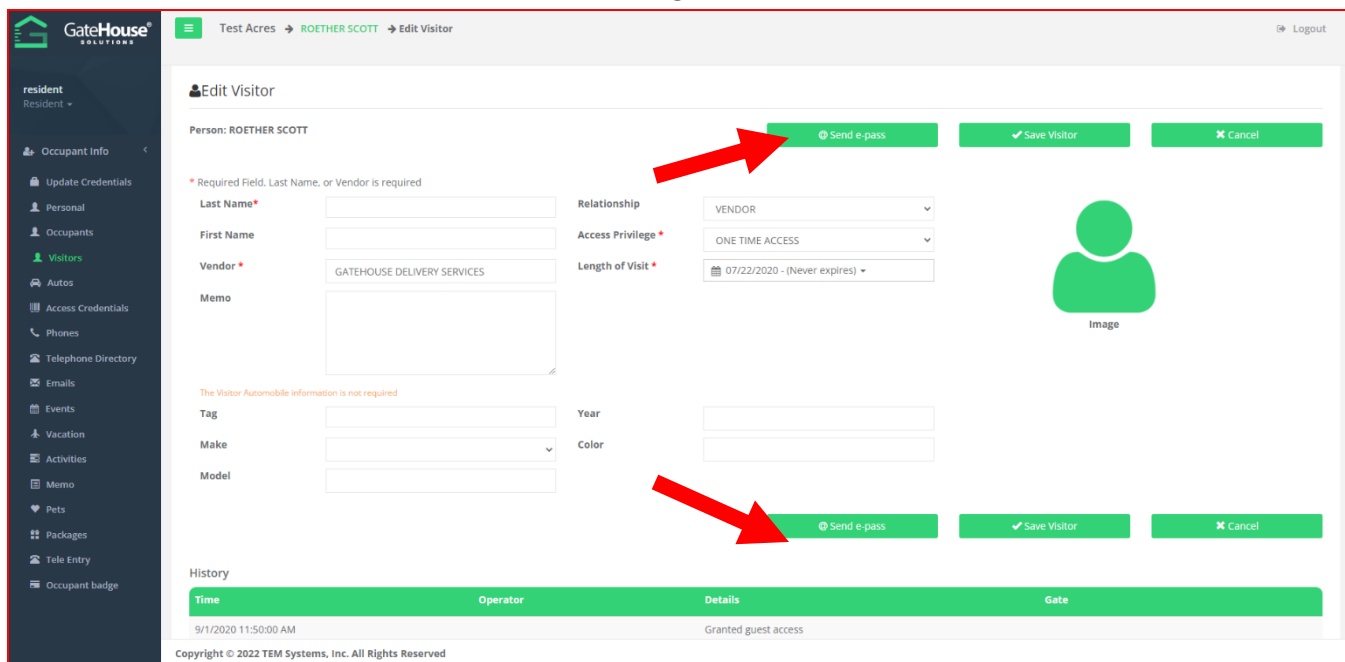 GateHouse®
SOLUTIONS
Test Acres → ROETHER SCOTT → Edit Visitor
Logout
resident
Resident
Occupant Info
Update Credentials
Personal
Occupants
Visitors
Autos
Access Credentials
Phones
Telephone Directory
Emails
Events
Vacation
Activities
Memo
Pets
Packages
Tele Entry
Occupant badge
Edit Visitor
Person: ROETHER SCOTT
@ Send e-pass
Save Visitor
Cancel
* Required Field. Last Name, or Vendor is required
Last Name*
First Name
Vendor * GATEHOUSE DELIVERY SERVICES
Memo
Relationship VENDOR
Access Privilege * ONE TIME ACCESS
Length of Visit * 07/22/2020 - (Never expires)
Image
The Visitor Automobile information is not required
Tag
Make
Model
Year
Color
@ Send e-pass
Save Visitor
Cancel
History
Time Operator Details Gate
9/1/2020 11:50:00 AM Granted guest access
Copyright © 2022 TEM Systems, Inc. All Rights Reserved